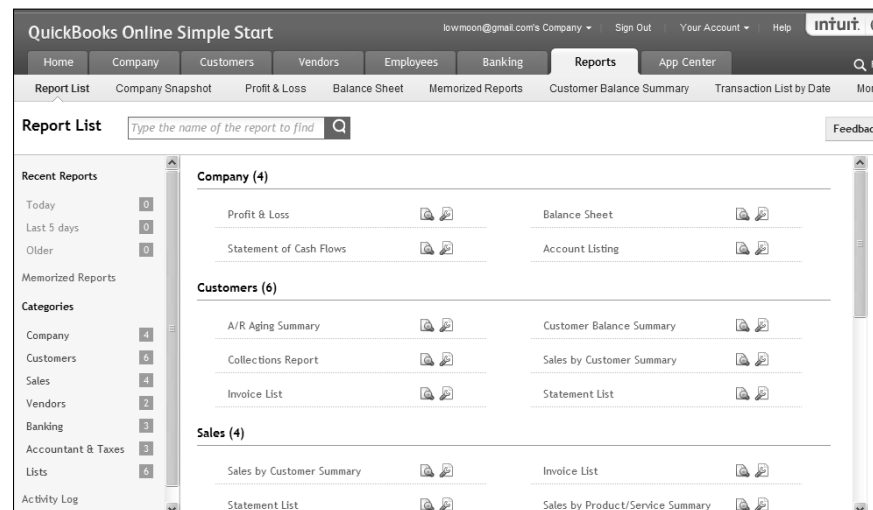 QuickBooks Online Simple Start
lowmoon@gmail.com's Company Sign Out Your Account Help intuit.
Home Company Customers Vendors Employees Banking Reports App Center
Report List Company Snapshot Profit & Loss Balance Sheet Memorized Reports Customer Balance Summary Transaction List by Date Mor
Report List Type the name of the report to find Feedbac
Recent Reports
Today 0
Last 5 days 0
Older 0
Memorized Reports
Categories
Company 4
Customers 6
Sales 4
Vendors 2
Banking 3
Accountant & Taxes 3
Lists 6
Activity Log
Company (4)
Profit & Loss Balance Sheet
Statement of Cash Flows Account Listing
Customers (6)
A/R Aging Summary Customer Balance Summary
Collections Report Sales by Customer Summary
Invoice List Statement List
Sales (4)
Sales by Customer Summary Invoice List
Statement List Sales by Product/Service Summary